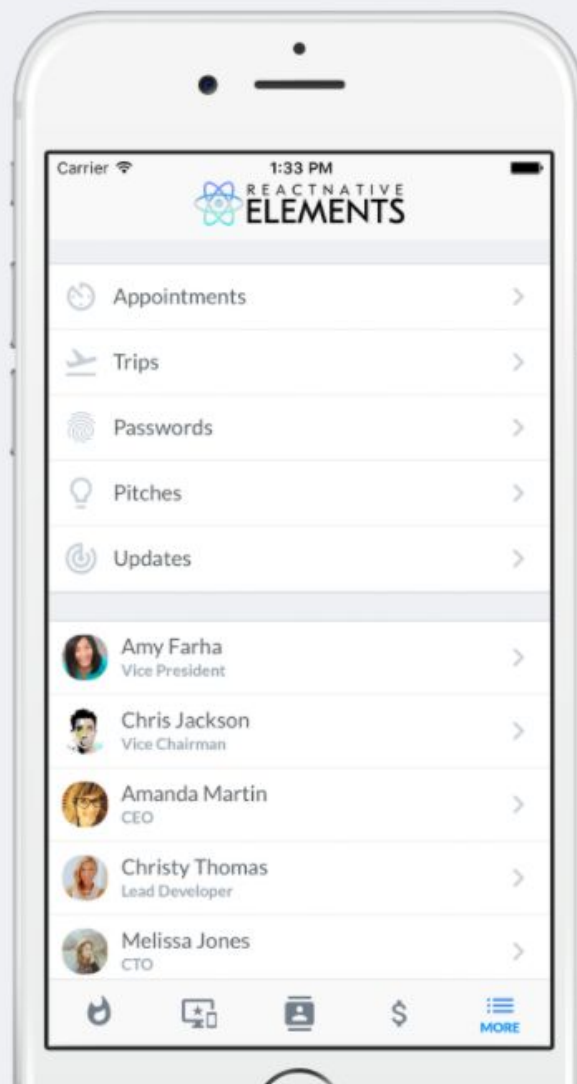 Carrier 1:33 PM
REACTNATIVE
ELEMENTS
Appointments
Trips
Passwords
Pitches
Updates
Amy Farha
Vice President
Chris Jackson
Vice Chairman
Amanda Martin
CEO
Christy Thomas
Lead Developer
Melissa Jones
CTO
$
MORE